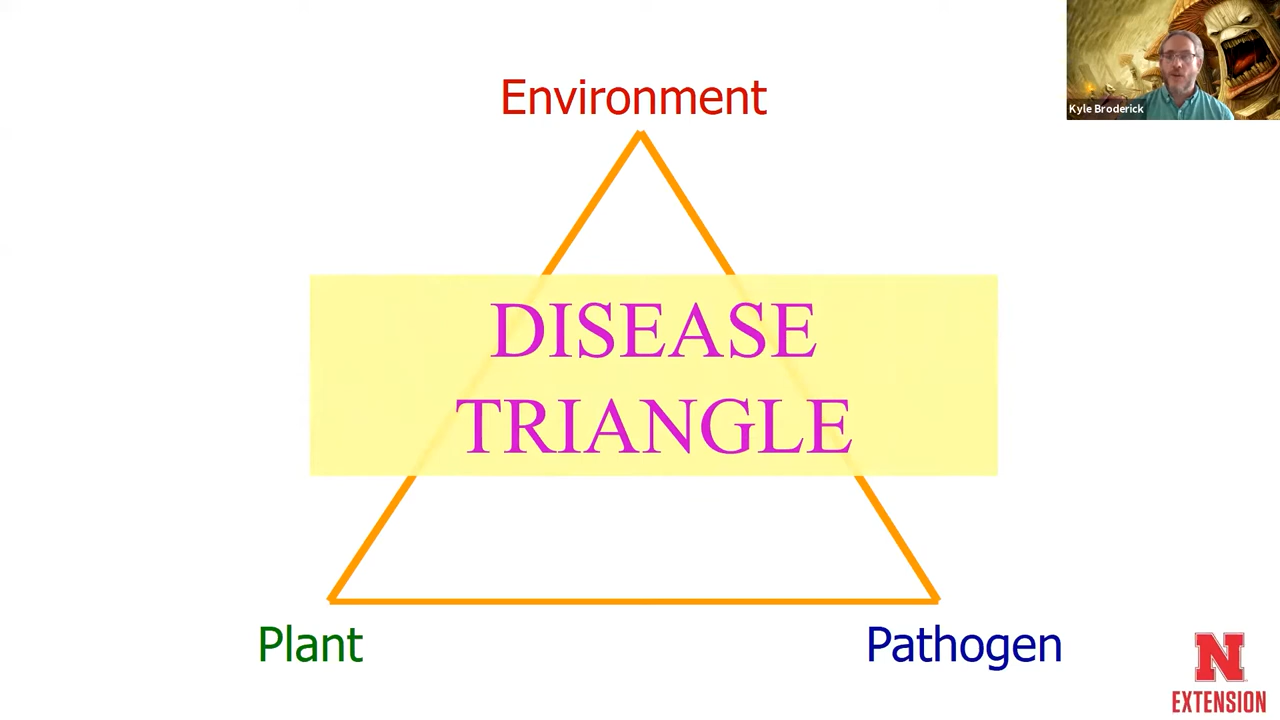 Kyle Broderick
Environment
DISEASE
TRIANGLE
Plant
Pathogen
N
EXTENSION